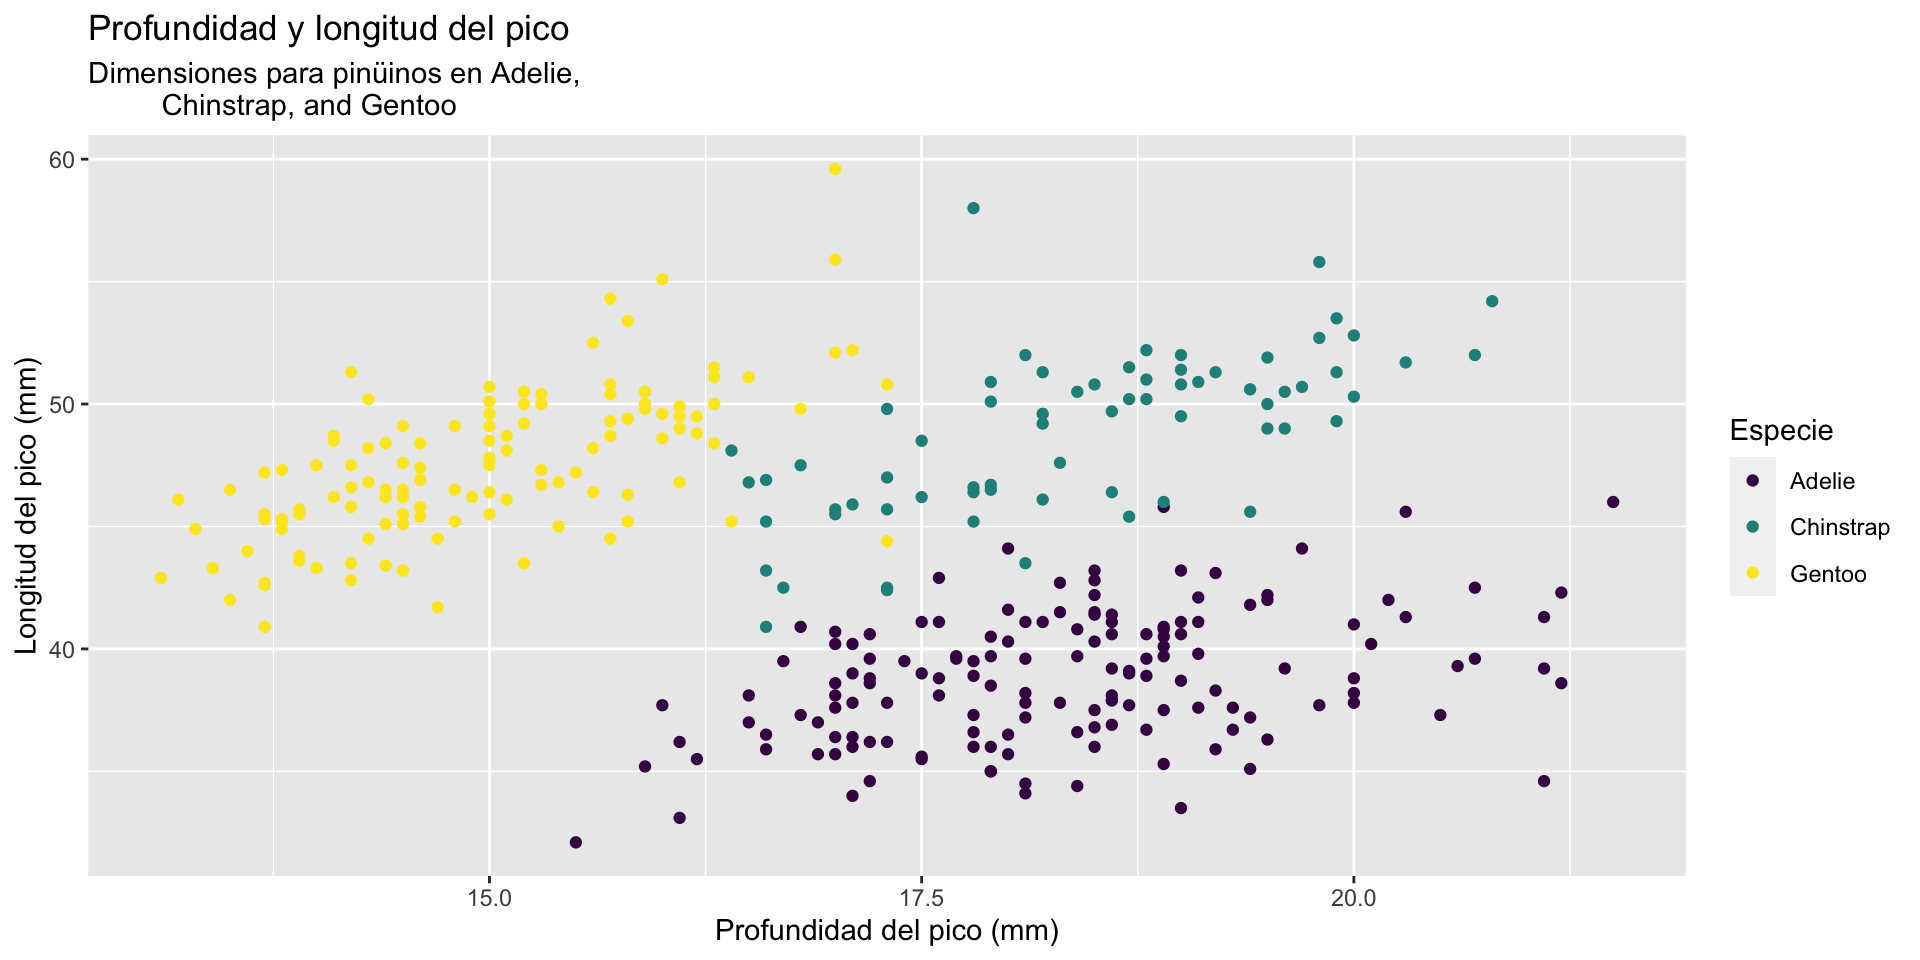 Profundidad y longitud del pico
Dimensiones para pinüinos en Adelie,
Chinstrap, and Gentoo
60
50
40
Longitud del pico (mm)
15.0
17.5
20.0
Profundidad del pico (mm)
Especie
Adelie
Chinstrap
Gentoo